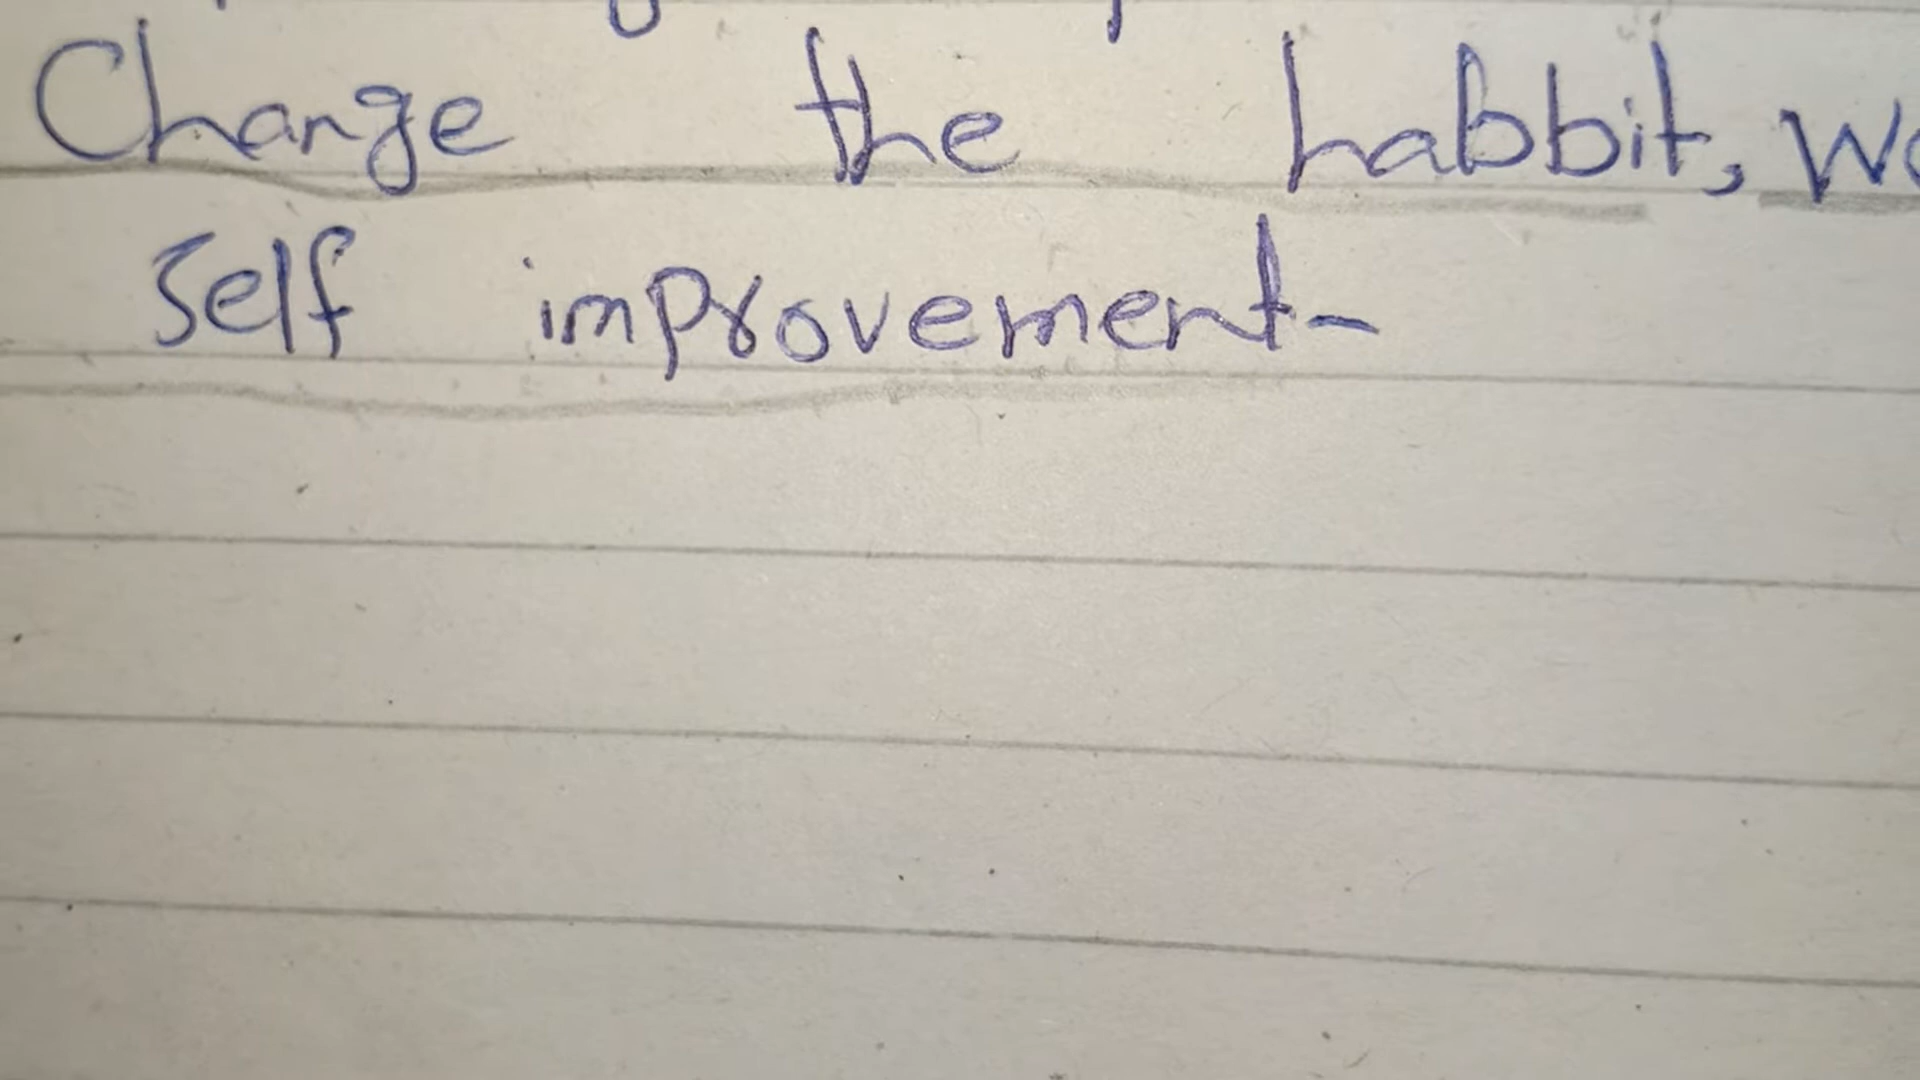 Change the habbit,
Self improvement-